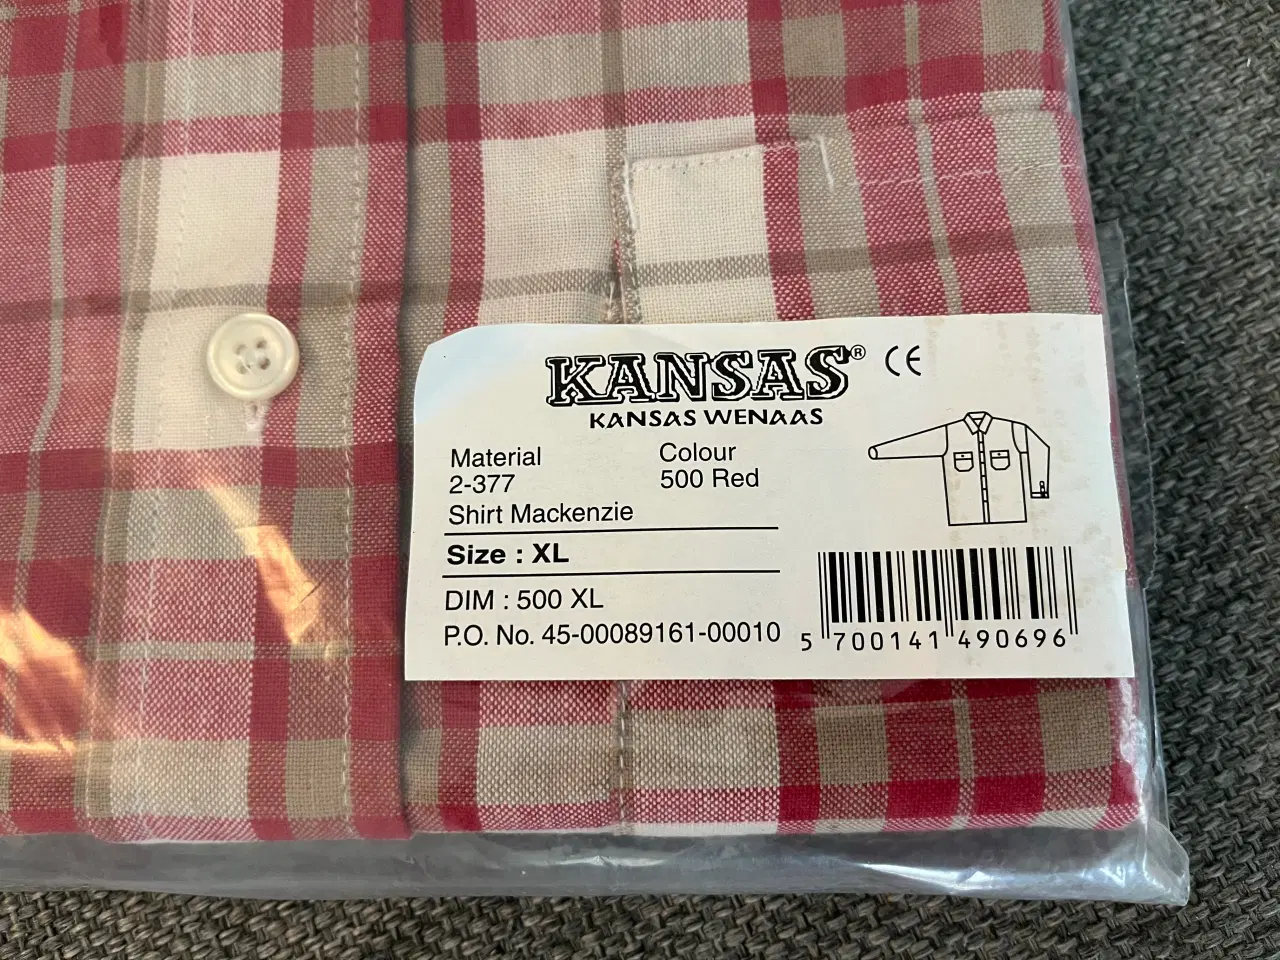 KANSAS® CE
KANSAS WENAAS
Material Colour
2-377 500 Red
Shirt Mackenzie
Size : XL
DIM : 500 XL
P.O. No. 45-00089161-00010
5 700141 490696